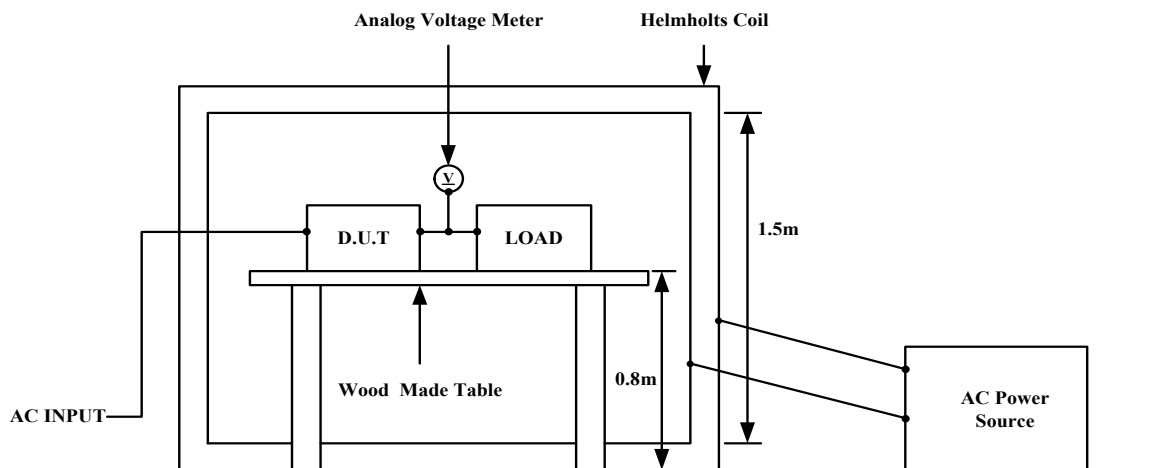 Analog Voltage Meter
Helmholts Coil
V
D.U.T
LOAD
1.5m
Wood Made Table
0.8m
AC INPUT
AC Power
Source